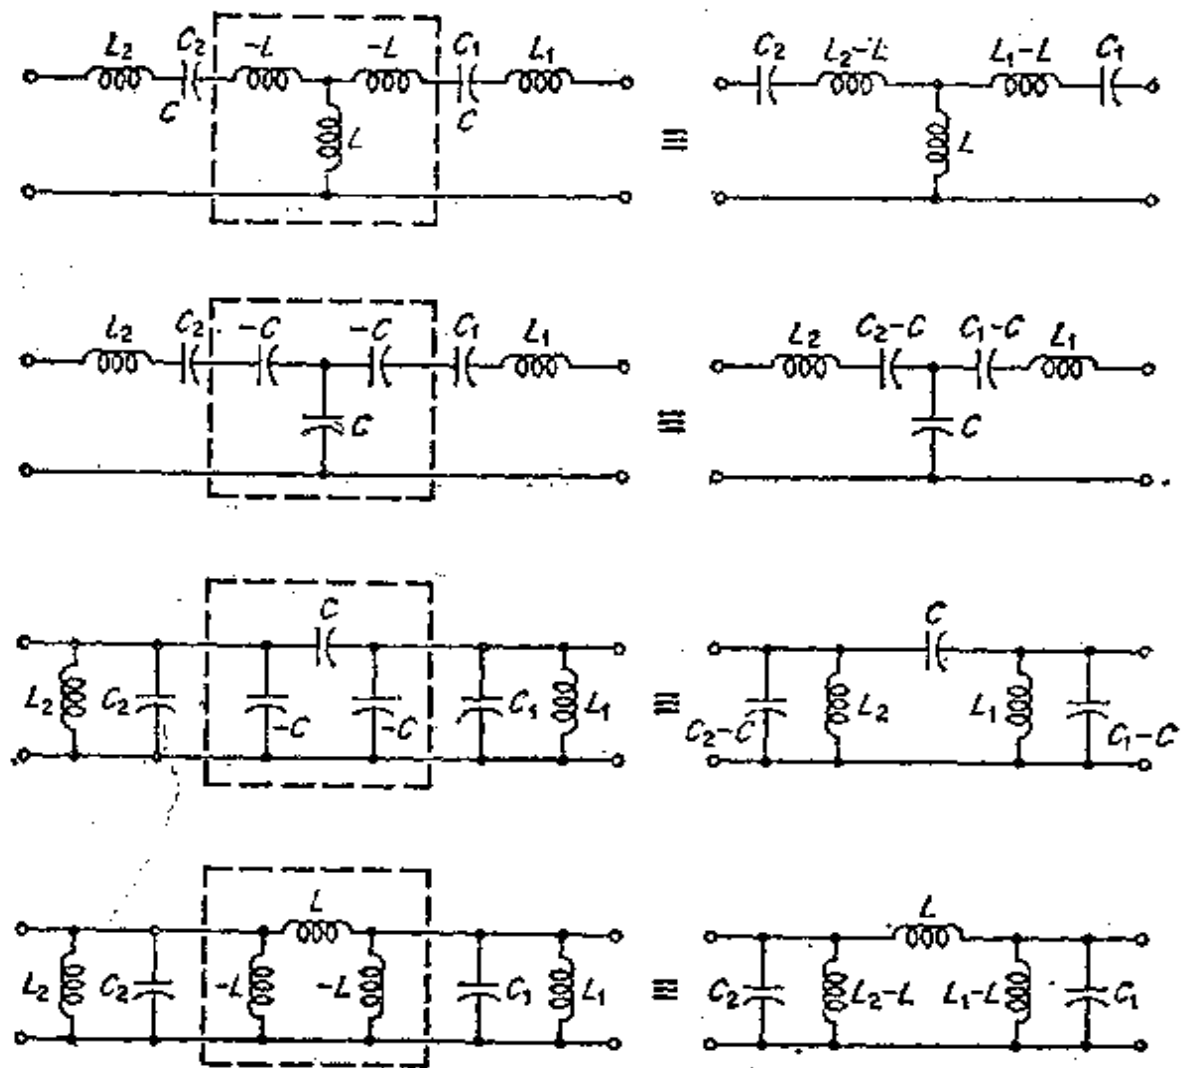 L2 C2 -L -L C1 L1 C2 L2-L L1-L C1
C C L ≡ L
L2 C2 -C -C C1 L1 L2 C2-C C1-C L1
C ≡ C
C C
L2 C2 -C -C C1 L1 ≡ C2-C L2 L1 C1-C
L L
L2 C2 -L -L C1 L1 ≡ C2 L2-L L1-L C1